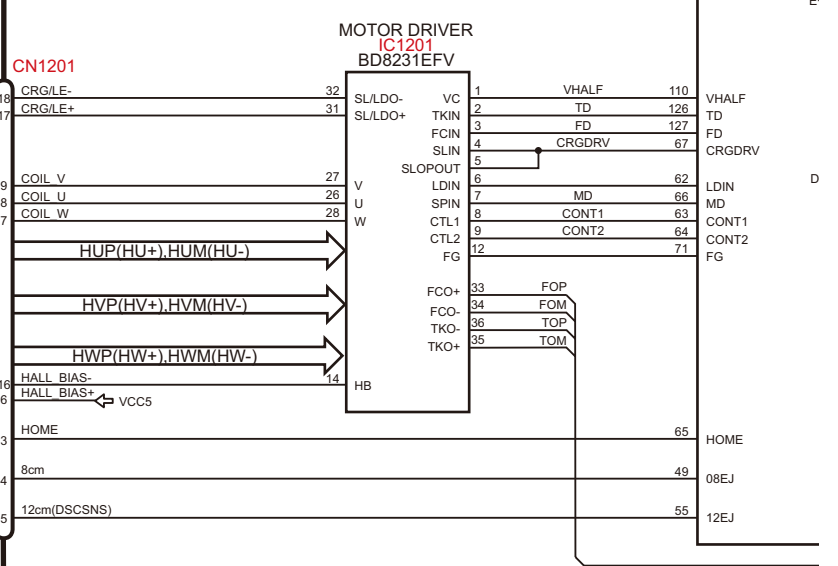 MOTOR DRIVER
IC1201
BD8231EFV
CN1201
18 CRG/LE- 32 SL/LDO- VC 1 VHALF 110 VHALF
17 CRG/LE+ 31 SL/LDO+ TKIN 2 TD 126 TD
FCIN 3 FD 127 FD
SLIN 4 CRGDRV 67 CRGDRV
SLOPOUT 5
9 COIL_V 27 V LDIN 6 62 LDIN
8 COIL_U 26 U SPIN 7 MD 66 MD
7 COIL_W 28 W CTL1 8 CONT1 63 CONT1
CTL2 9 CONT2 64 CONT2
HUP(HU+),HUM(HU-) FG 12 71 FG
HVP(HV+),HVM(HV-)
FCO+ 33 FOP
FCO- 34 FOM
TKO- 36 TOP
TKO+ 35 TOM
HWP(HW+),HWM(HW-)
16 HALL_BIAS- 14 HB
6 HALL_BIAS+ VCC5
3 HOME 65 HOME
4 8cm 49 08EJ
5 12cm(DSCSNS) 55 12EJ